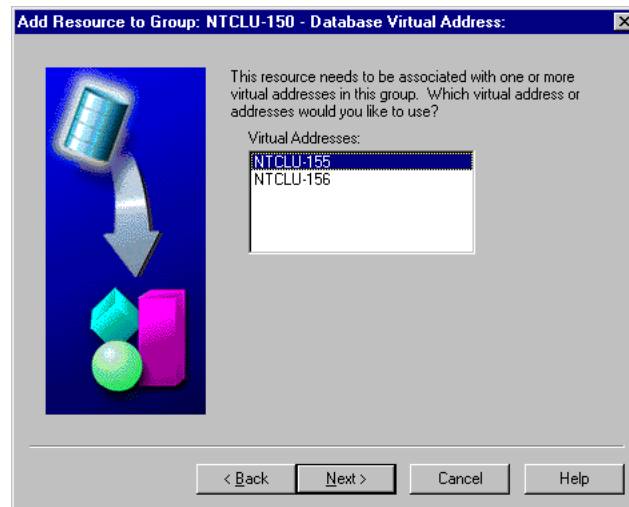 Add Resource to Group: NTCLU-150 - Database Virtual Address:
This resource needs to be associated with one or more
virtual addresses in this group. Which virtual address or
addresses would you like to use?
Virtual Addresses:
NTCLU-155
NTCLU-156
< Back
Next >
Cancel
Help